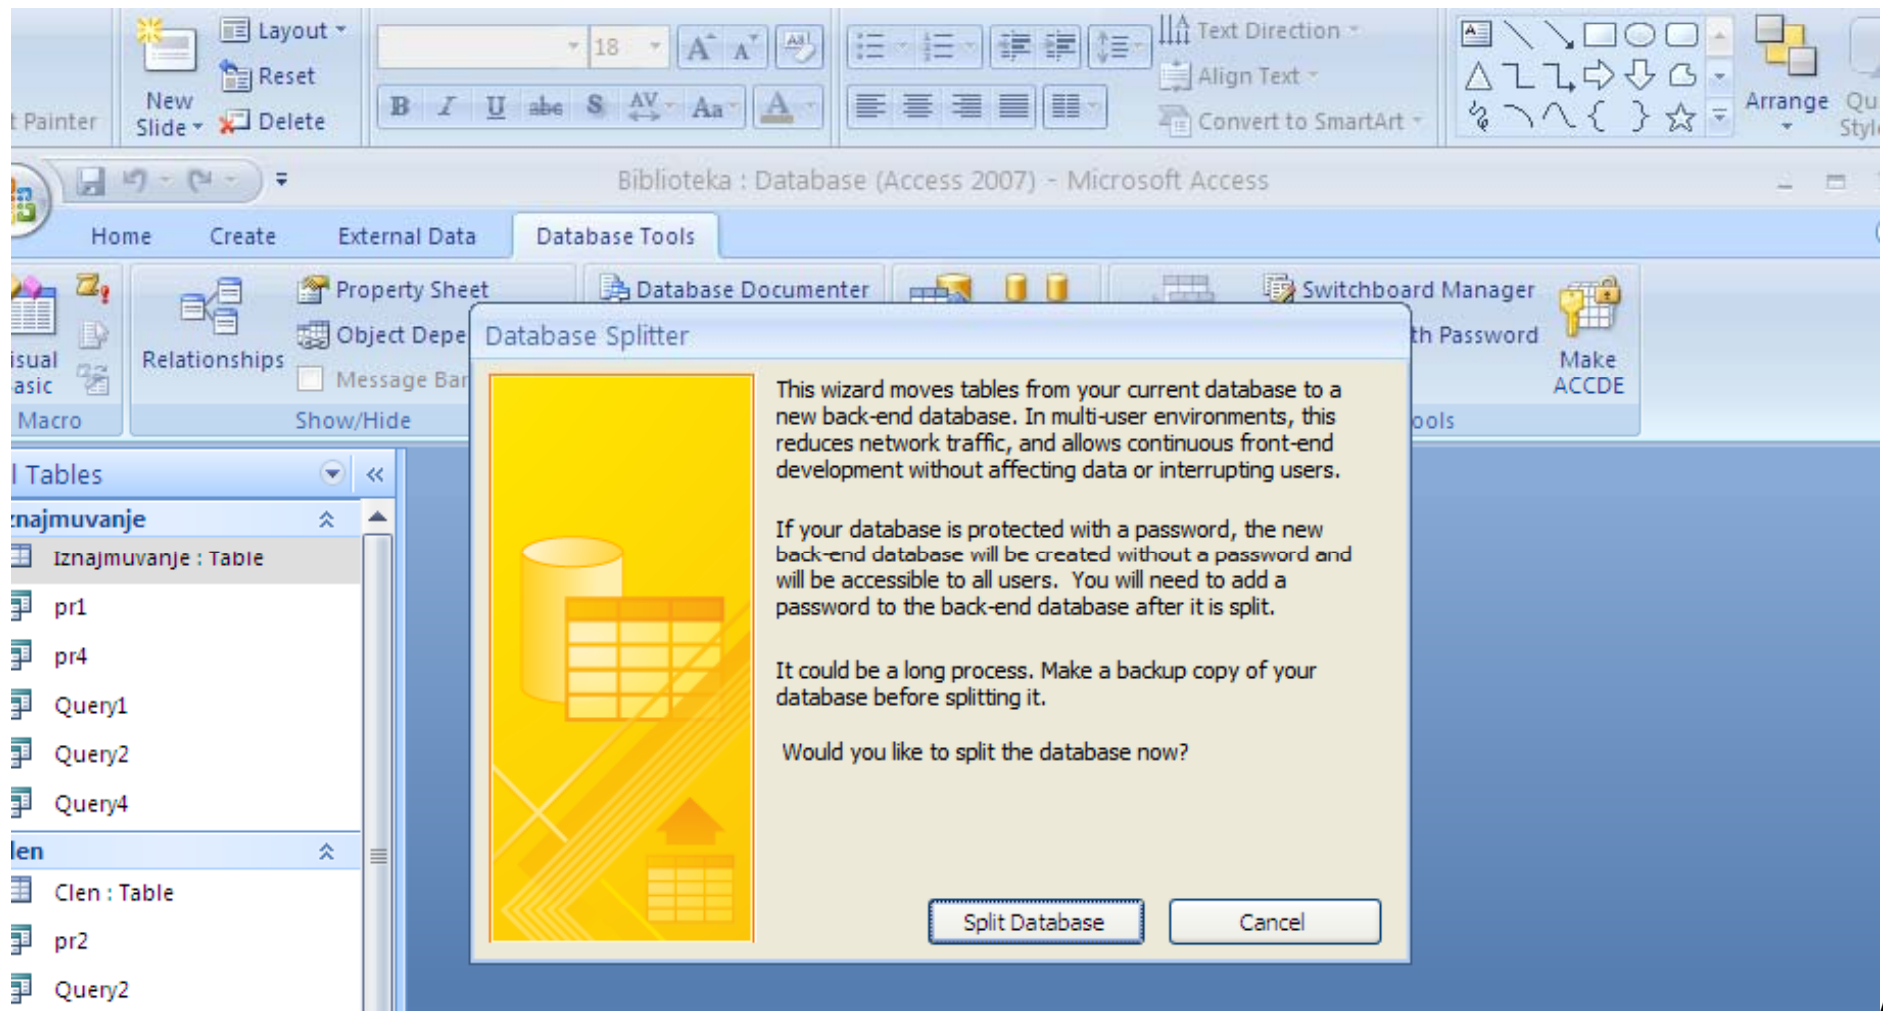 Layout
18
Text Direction
Reset
Align Text
New
Slide
Delete
B I U abe S AV Aa A
Convert to SmartArt
t Painter
Arrange
Qu
Style
Biblioteka : Database (Access 2007) - Microsoft Access
Home Create External Data Database Tools
Property Sheet
Database Documenter
Switchboard Manager
Object Depe
th Password
isual
asic
Relationships
Message Bar
Make
ACCDE
Macro
Show/Hide
ools
Database Splitter
This wizard moves tables from your current database to a
new back-end database. In multi-user environments, this
reduces network traffic, and allows continuous front-end
development without affecting data or interrupting users.
If your database is protected with a password, the new
back-end database will be created without a password and
will be accessible to all users. You will need to add a
password to the back-end database after it is split.
It could be a long process. Make a backup copy of your
database before splitting it.
Would you like to split the database now?
Split Database
Cancel
l Tables
znajmuvanje
Iznajmuvanje : Table
pr1
pr4
Query1
Query2
Query4
len
Clen : Table
pr2
Query2